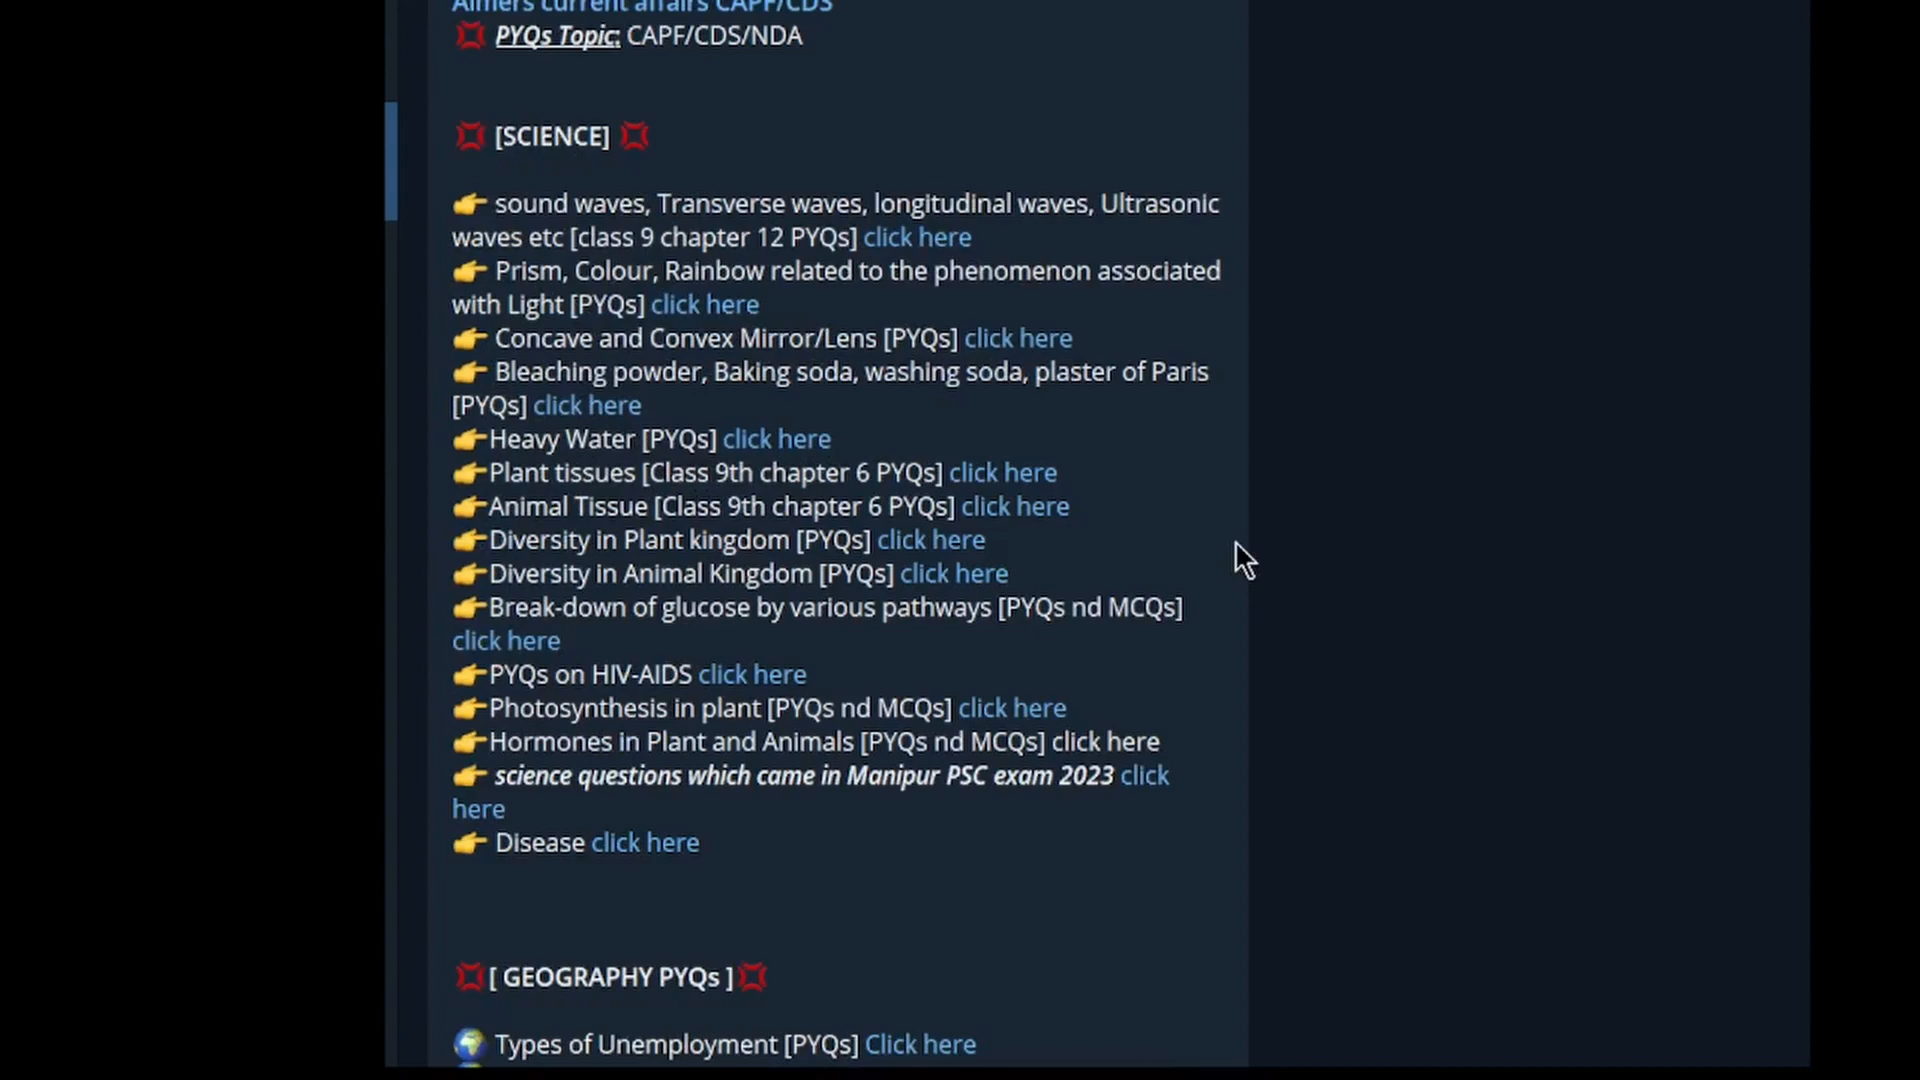 Aimers current affairs CAPF/CDS
PYQs Topic: CAPF/CDS/NDA
[SCIENCE]
sound waves, Transverse waves, longitudinal waves, Ultrasonic
waves etc [class 9 chapter 12 PYQs] click here
Prism, Colour, Rainbow related to the phenomenon associated
with Light [PYQs] click here
Concave and Convex Mirror/Lens [PYQs] click here
Bleaching powder, Baking soda, washing soda, plaster of Paris
[PYQs] click here
Heavy Water [PYQs] click here
Plant tissues [Class 9th chapter 6 PYQs] click here
Animal Tissue [Class 9th chapter 6 PYQs] click here
Diversity in Plant kingdom [PYQs] click here
Diversity in Animal Kingdom [PYQs] click here
Break-down of glucose by various pathways [PYQs nd MCQs]
click here
PYQs on HIV-AIDS click here
Photosynthesis in plant [PYQs nd MCQs] click here
Hormones in Plant and Animals [PYQs nd MCQs] click here
science questions which came in Manipur PSC exam 2023 click
here
Disease click here
[ GEOGRAPHY PYQs ]
Types of Unemployment [PYQs] Click here